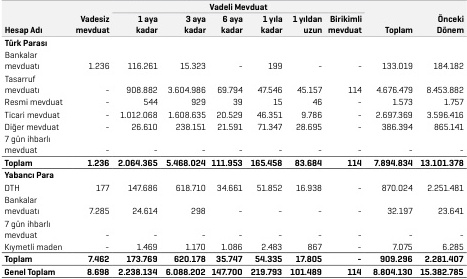 Vadeli Mevduat
Vadesiz 1 aya 3 aya 6 aya 1 yıla 1 yıldan Birikimli Önceki
Hesap Adı mevduat kadar kadar kadar kadar uzun mevduat Toplam Dönem
Türk Parası
Bankalar
mevduatı 1.236 116.261 15.323 - 199 - - 133.019 184.182
Tasarruf
mevduatı - 908.882 3.604.986 69.794 47.546 45.157 114 4.676.479 8.453.882
Resmi mevduat - 544 929 39 15 46 - 1.573 1.757
Ticari mevduat - 1.012.068 1.608.635 20.529 46.351 9.786 - 2.697.369 3.596.416
Diğer mevduat - 26.610 238.151 21.591 71.347 28.695 - 386.394 865.141
7 gün ihbarlı
mevduat - - - - - - - - -
Toplam 1.236 2.064.365 5.468.024 111.953 165.458 83.684 114 7.894.834 13.101.378
Yabancı Para
DTH 177 147.686 618.710 34.661 51.852 16.938 - 870.024 2.251.481
Bankalar
mevduatı 7.285 24.614 298 - - - - 32.197 23.641
7 gün ihbarlı
mevduat - - - - - - - - -
Kıymetli maden - 1.469 1.170 1.086 2.483 867 - 7.075 6.285
Toplam 7.462 173.769 620.178 35.747 54.335 17.805 - 909.296 2.281.407
Genel Toplam 8.698 2.238.134 6.088.202 147.700 219.793 101.489 114 8.804.130 15.382.785